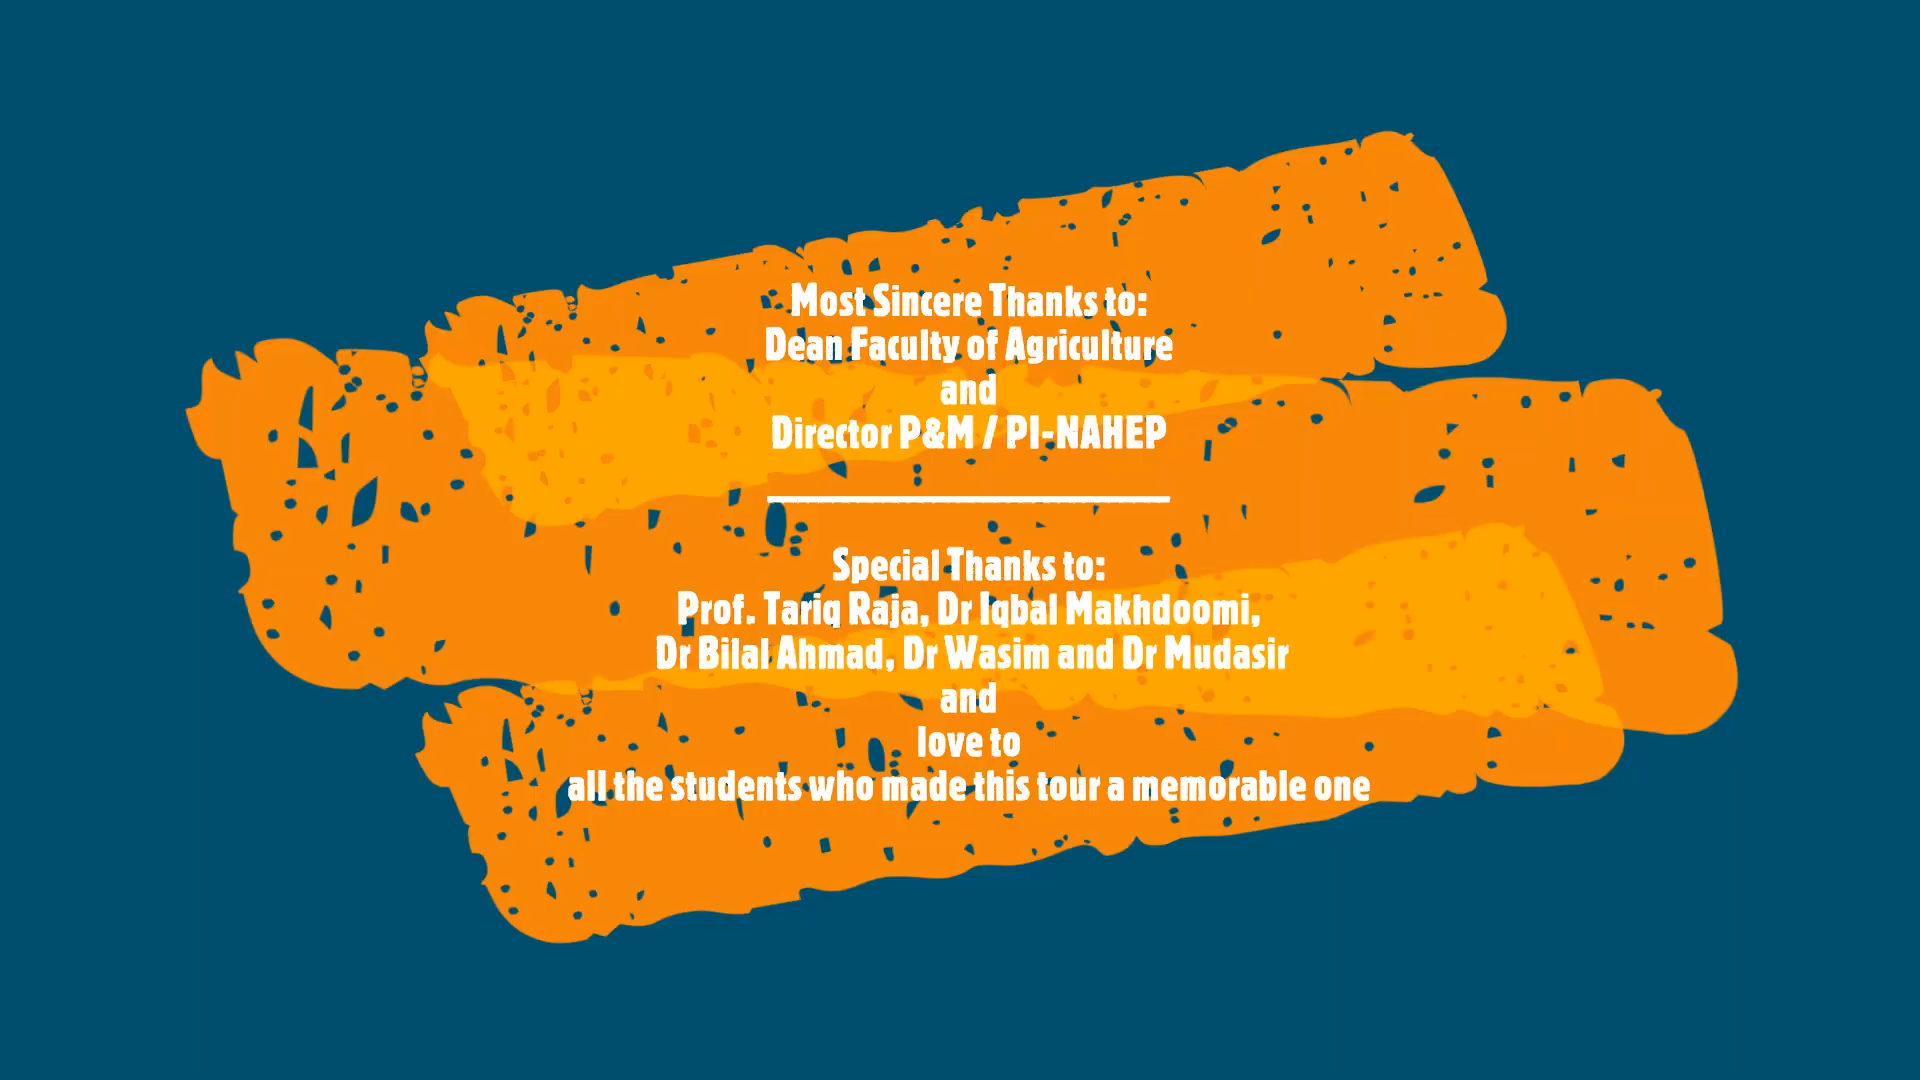 Most Sincere Thanks to:
Dean Faculty of Agriculture
and
Director P&M / PI-NAHEP
Special Thanks to:
Prof. Tariq Raja, Dr Iqbal Makhdoomi,
Dr Bilal Ahmad, Dr Wasim and Dr Mudasir
and
love to
all the students who made this tour a memorable one